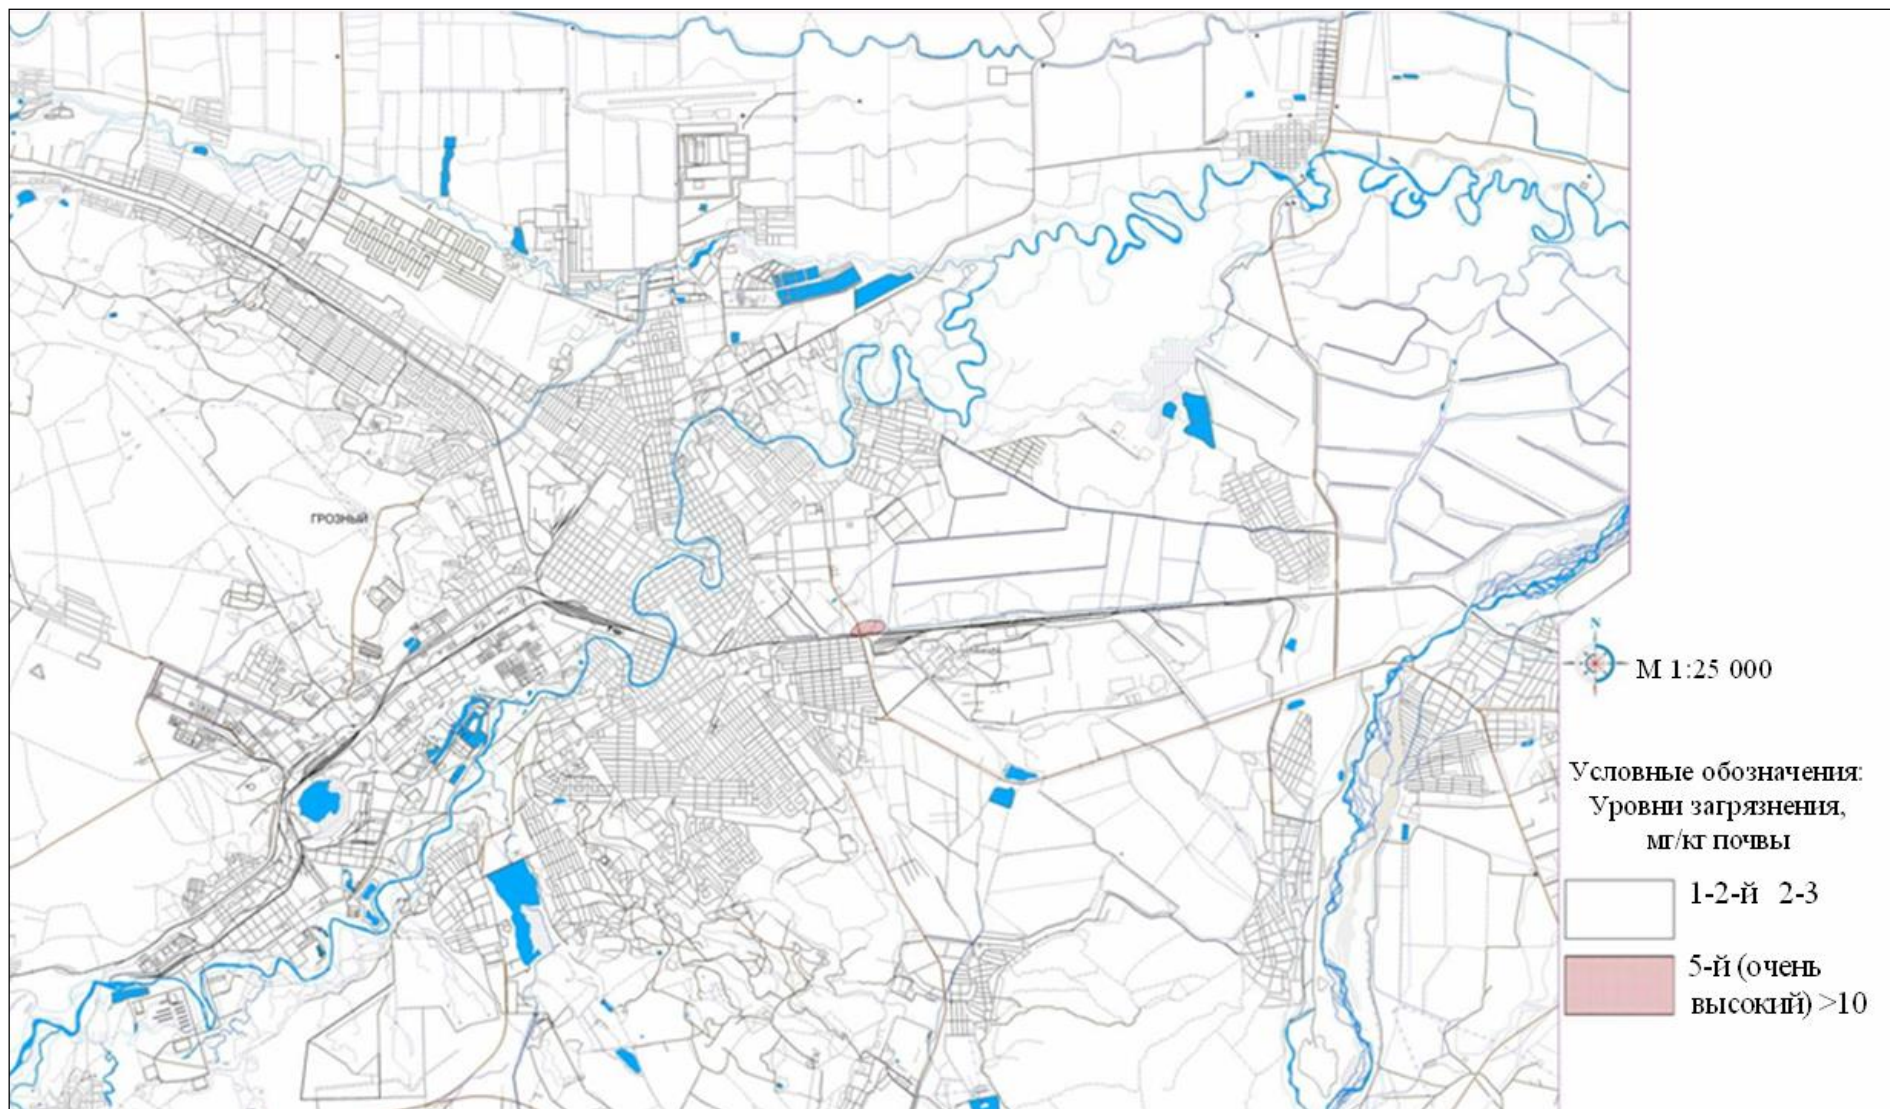 ГРОЗНЫЙ
N
М 1:25 000
Условные обозначения:
Уровни загрязнения,
мг/кг почвы
1-2-й 2-3
5-й (очень
высокий) >10